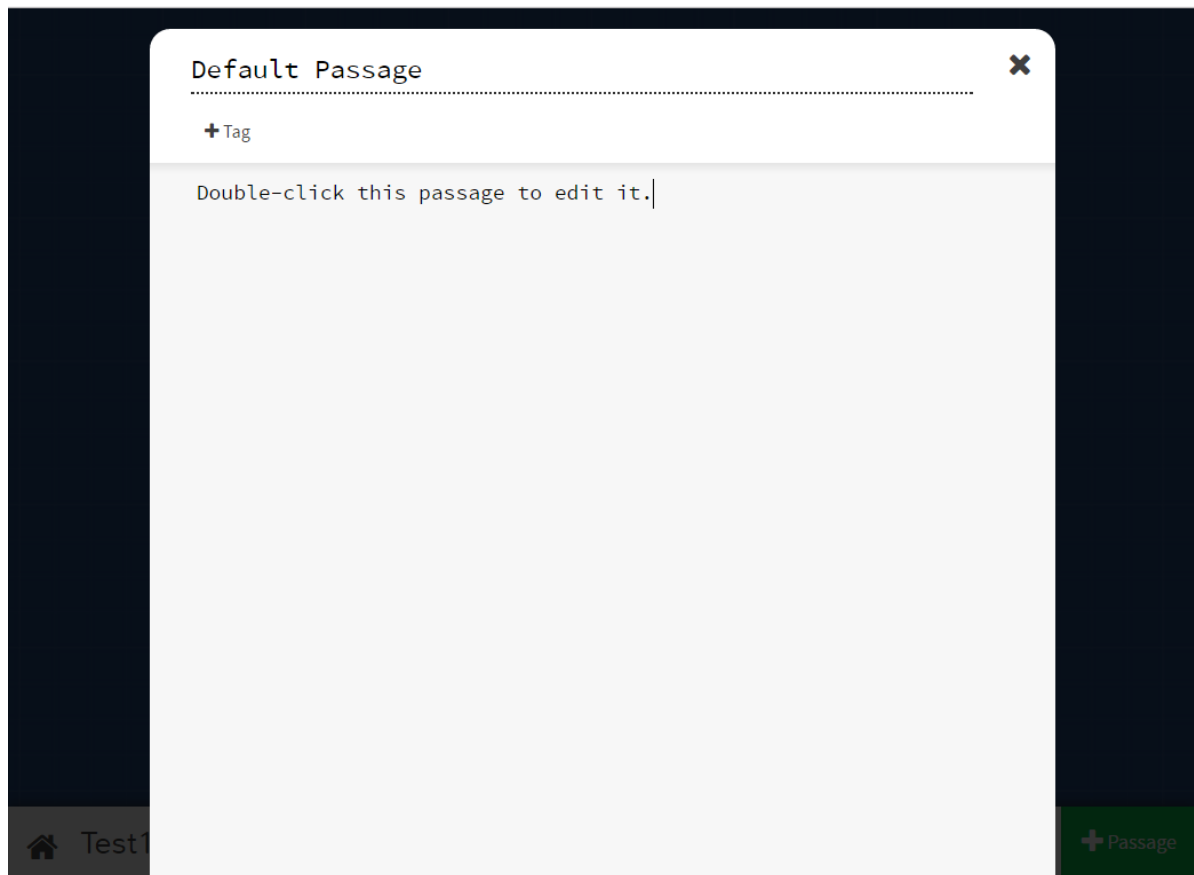 Default Passage
+ Tag
Double-click this passage to edit it.
Test1
+ Passage